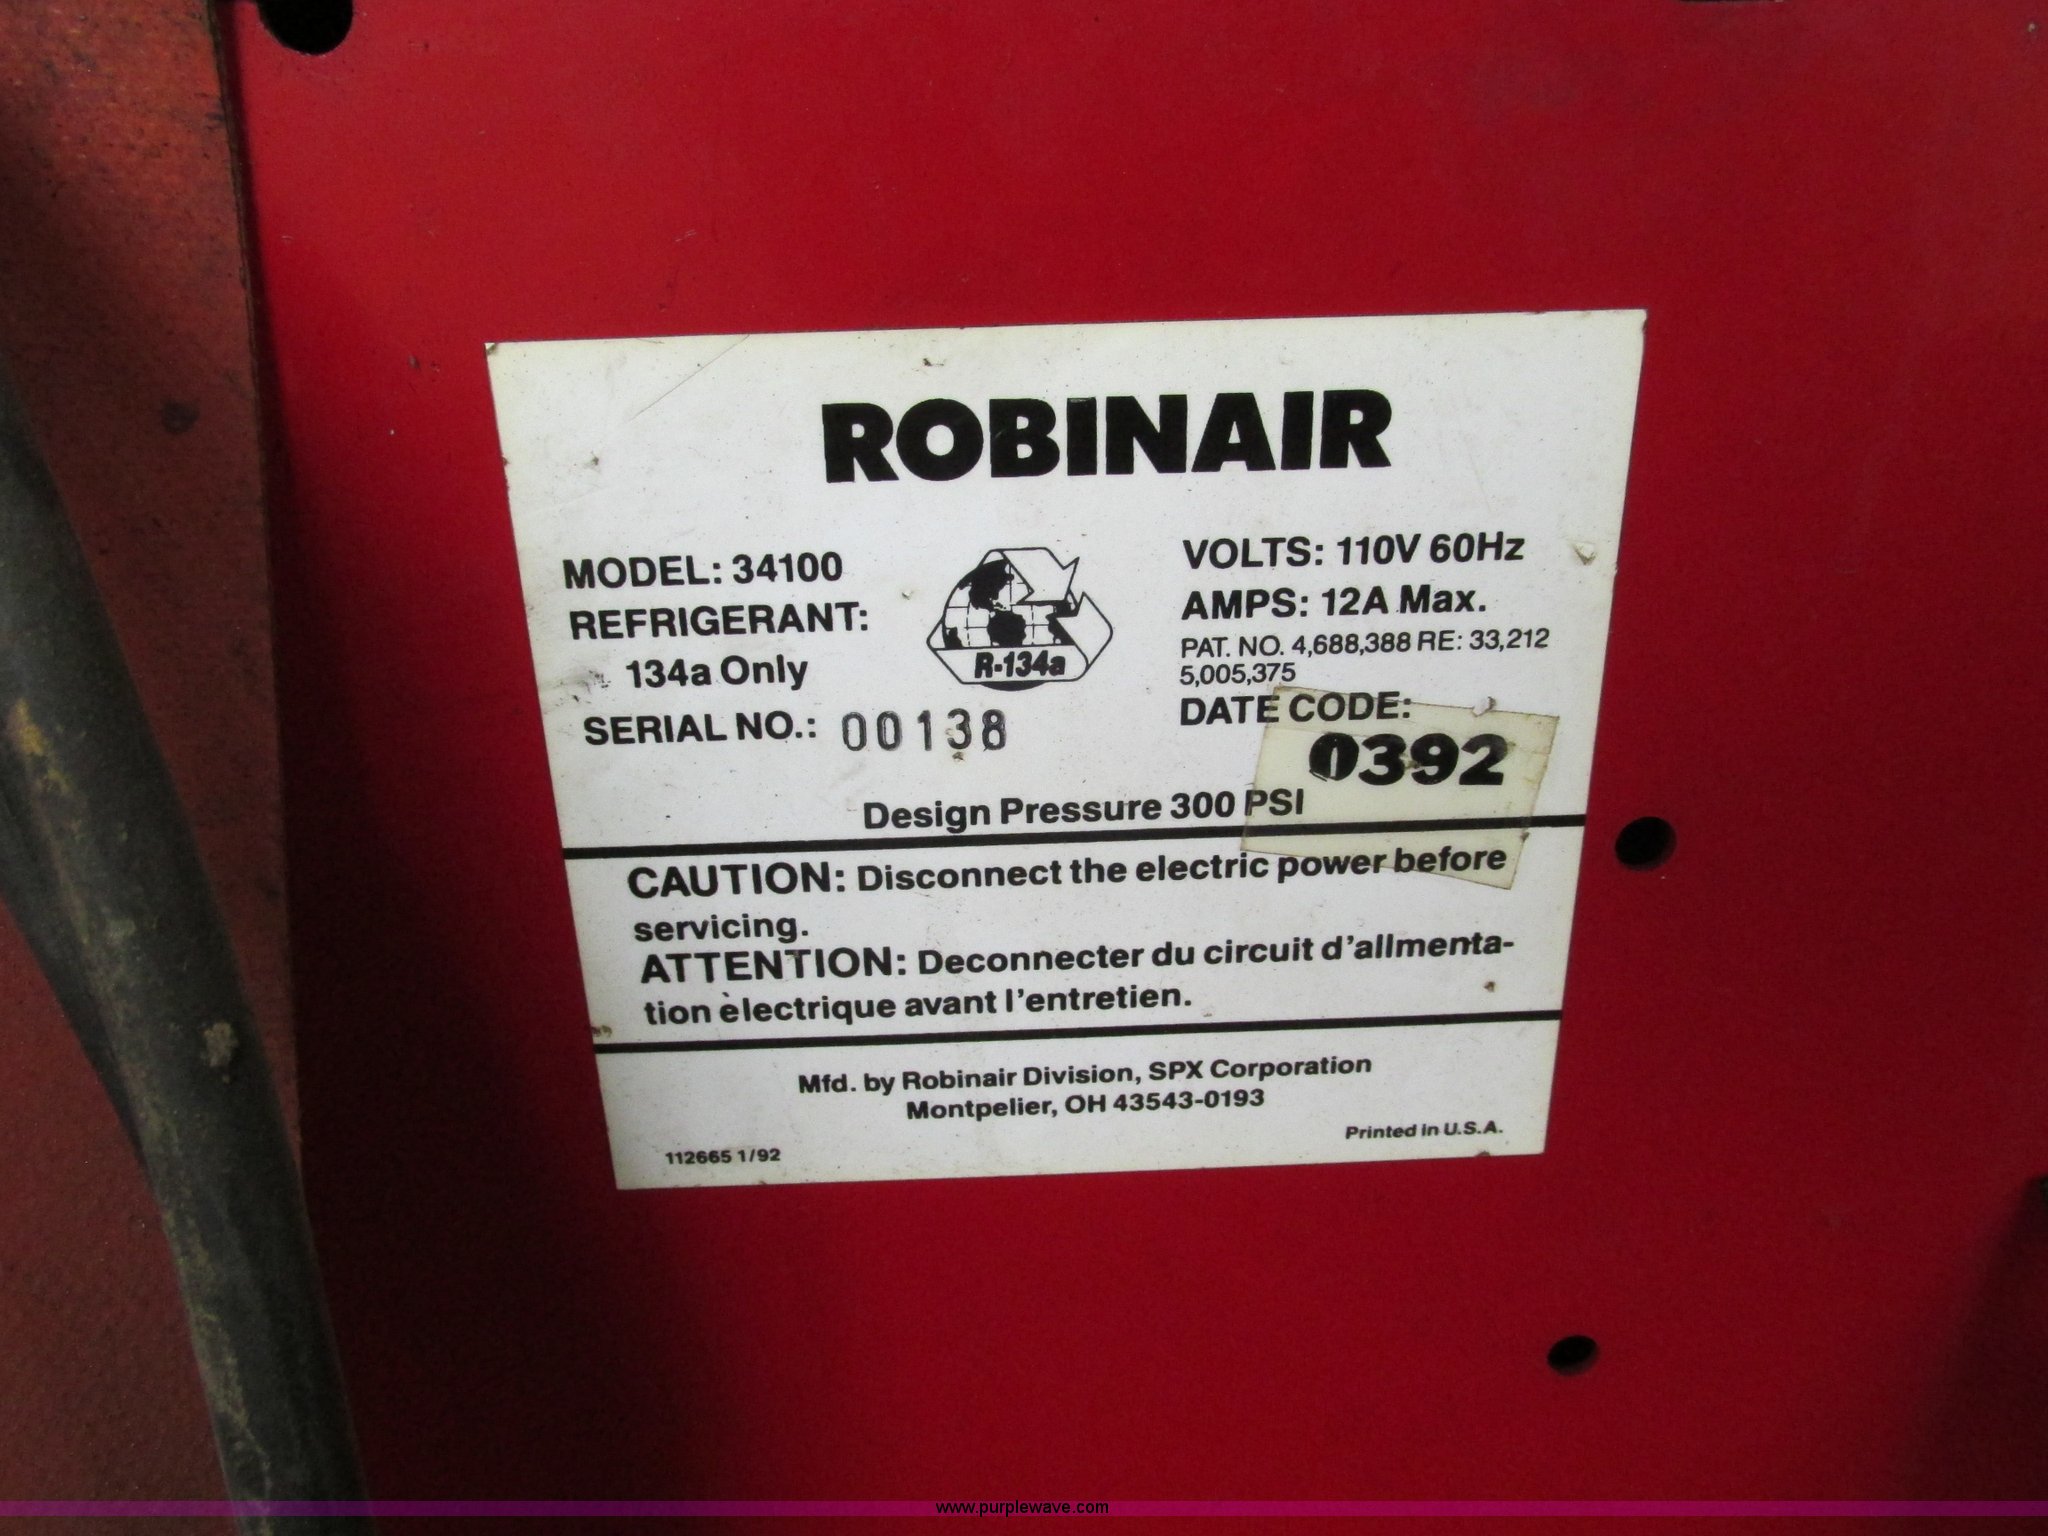 ROBINAIR
MODEL: 34100
REFRIGERANT:
134a Only
SERIAL NO.: 00138
R-134a
VOLTS: 110V 60Hz
AMPS: 12A Max.
PAT. NO. 4,688,388 RE: 33,212
5,005,375
DATE CODE:
0392
Design Pressure 300 PSI
CAUTION: Disconnect the electric power before
servicing.
ATTENTION: Deconnecter du circuit d'allmenta-
tion èlectrique avant l'entretien.
Mfd. by Robinair Division, SPX Corporation
Montpelier, OH 43543-0193
Printed in U.S.A.
112665 1/92
www.purplewave.com